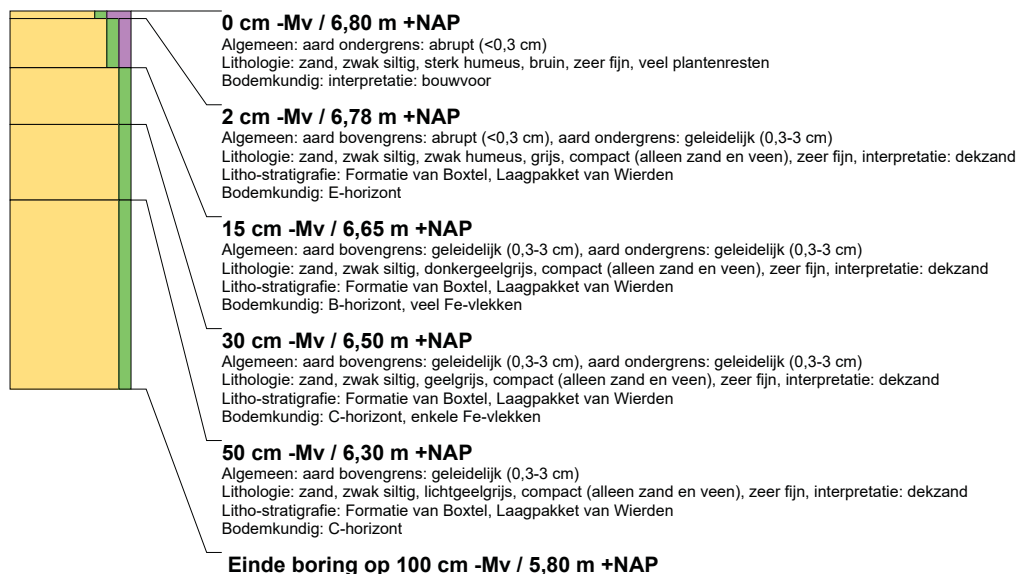 0 cm -Mv / 6,80 m +NAP
Algemeen: aard ondergrens: abrupt (<0,3 cm)
Lithologie: zand, zwak siltig, sterk humeus, bruin, zeer fijn, veel plantenresten
Bodemkundig: interpretatie: bouwvoor
2 cm -Mv / 6,78 m +NAP
Algemeen: aard bovengrens: abrupt (<0,3 cm), aard ondergrens: geleidelijk (0,3-3 cm)
Lithologie: zand, zwak siltig, zwak humeus, grijs, compact (alleen zand en veen), zeer fijn, interpretatie: dekzand
Litho-stratigrafie: Formatie van Boxtel, Laagpakket van Wierden
Bodemkundig: E-horizont
15 cm -Mv / 6,65 m +NAP
Algemeen: aard bovengrens: geleidelijk (0,3-3 cm), aard ondergrens: geleidelijk (0,3-3 cm)
Lithologie: zand, zwak siltig, donkergeelgrijs, compact (alleen zand en veen), zeer fijn, interpretatie: dekzand
Litho-stratigrafie: Formatie van Boxtel, Laagpakket van Wierden
Bodemkundig: B-horizont, veel Fe-vlekken
30 cm -Mv / 6,50 m +NAP
Algemeen: aard bovengrens: geleidelijk (0,3-3 cm), aard ondergrens: geleidelijk (0,3-3 cm)
Lithologie: zand, zwak siltig, geelgrijs, compact (alleen zand en veen), zeer fijn, interpretatie: dekzand
Litho-stratigrafie: Formatie van Boxtel, Laagpakket van Wierden
Bodemkundig: C-horizont, enkele Fe-vlekken
50 cm -Mv / 6,30 m +NAP
Algemeen: aard bovengrens: geleidelijk (0,3-3 cm)
Lithologie: zand, zwak siltig, lichtgeelgrijs, compact (alleen zand en veen), zeer fijn, interpretatie: dekzand
Litho-stratigrafie: Formatie van Boxtel, Laagpakket van Wierden
Bodemkundig: C-horizont
Einde boring op 100 cm -Mv / 5,80 m +NAP